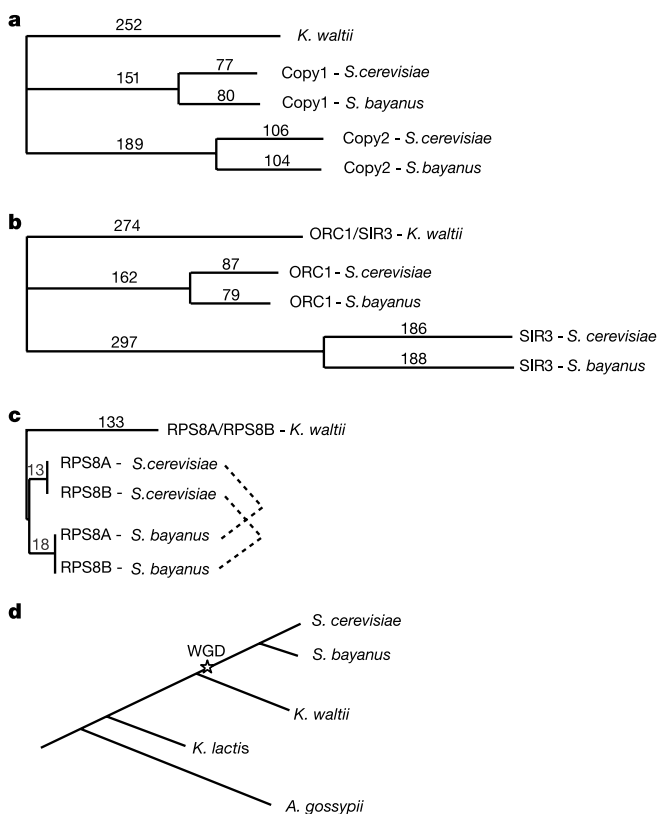 a
252
K. waltii
77
Copy1 - S.cerevisiae
151
80
Copy1 - S. bayanus
106
Copy2 - S.cerevisiae
189
104
Copy2 - S.bayanus
b
274
ORC1/SIR3 - K. waltii
87
ORC1 - S.cerevisiae
162
79
ORC1 - S.bayanus
186
SIR3 - S. cerevisiae
297
188
SIR3 - S. bayanus
c
133
RPS8A/RPS8B - K. waltii
13
RPS8A - S.cerevisiae
RPS8B - S.cerevisiae
RPS8A - S. bayanus
18
RPS8B - S. bayanus
d
S. cerevisiae
WGD
S. bayanus
K. waltii
K. lactis
A. gossypii